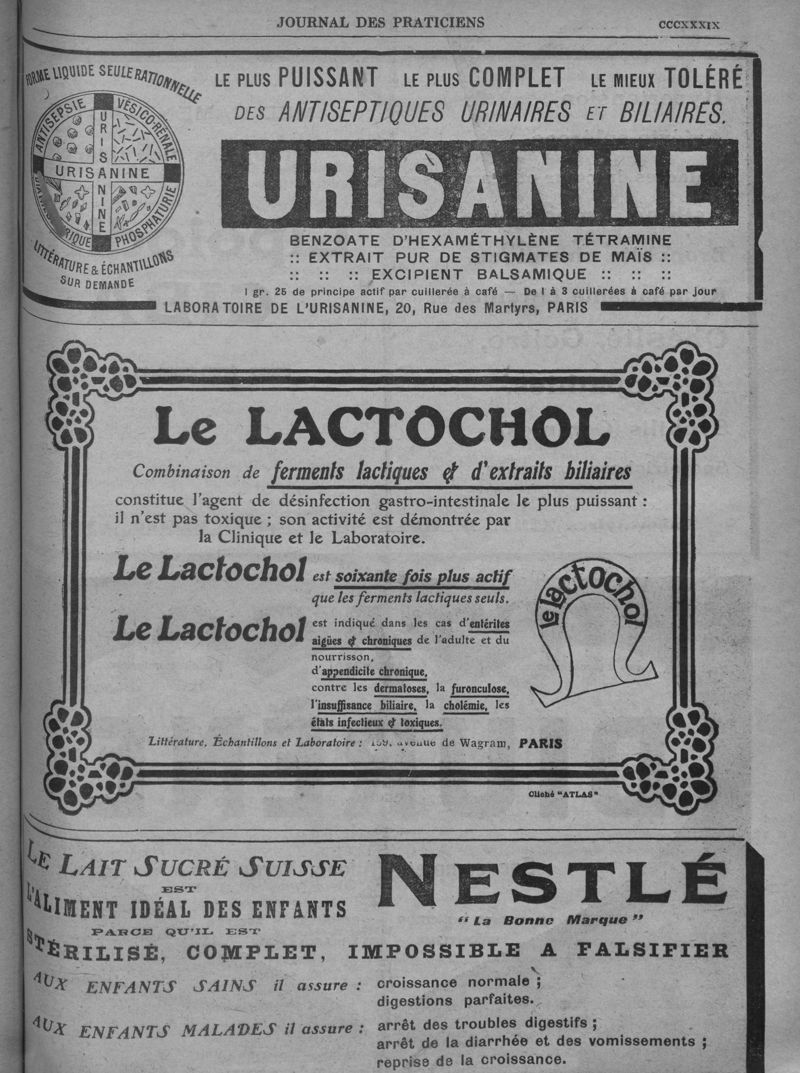 JOURNAL DES PRATICIENS
CCCXXXIX
FORME LIQUIDE SEULE RATIONNELLE
ANTISEPSIE VÉSICO-RÉNALE
URISANINE
URISANINE
PHOSPHATURIE
LITTÉRATURE & ÉCHANTILLONS
SUR DEMANDE
LE PLUS PUISSANT LE PLUS COMPLET LE MIEUX TOLÉRÉ
DES ANTISEPTIQUES URINAIRES ET BILIAIRES.
URISANINE
BENZOATE D'HEXAMÉTHYLÈNE TÉTRAMINE
:: EXTRAIT PUR DE STIGMATES DE MAÏS ::
:: :: :: EXCIPIENT BALSAMIQUE :: :: ::
1 gr. 25 de principe actif par cuillerée à café — De 1 à 3 cuillerées à café par jour
LABORATOIRE DE L'URISANINE, 20, Rue des Martyrs, PARIS
Le LACTOCHOL
Combinaison de ferments lactiques & d'extraits biliaires
constitue l'agent de désinfection gastro-intestinale le plus puissant :
il n'est pas toxique ; son activité est démontrée par
la Clinique et le Laboratoire.
Le Lactochol est soixante fois plus actif
que les ferments lactiques seuls.
Le Lactochol est indiqué dans les cas d'entérites
aigües & chroniques de l'adulte et du
nourrisson,
d'appendicite chronique,
contre les dermatoses, la furonculose,
l'insuffisance biliaire, la cholémie, les
états infectieux & toxiques.
le lactochol
Littérature, Échantillons et Laboratoire : avenue de Wagram, PARIS
Cliché "ATLAS"
LE LAIT SUCRÉ SUISSE
NESTLÉ
EST
L'ALIMENT IDÉAL DES ENFANTS
"La Bonne Marque"
PARCE QU'IL EST
STÉRILISÉ, COMPLET, IMPOSSIBLE A FALSIFIER
AUX ENFANTS SAINS il assure : croissance normale ;
digestions parfaites.
AUX ENFANTS MALADES il assure : arrêt des troubles digestifs ;
arrêt de la diarrhée et des vomissements ;
reprise de la croissance.